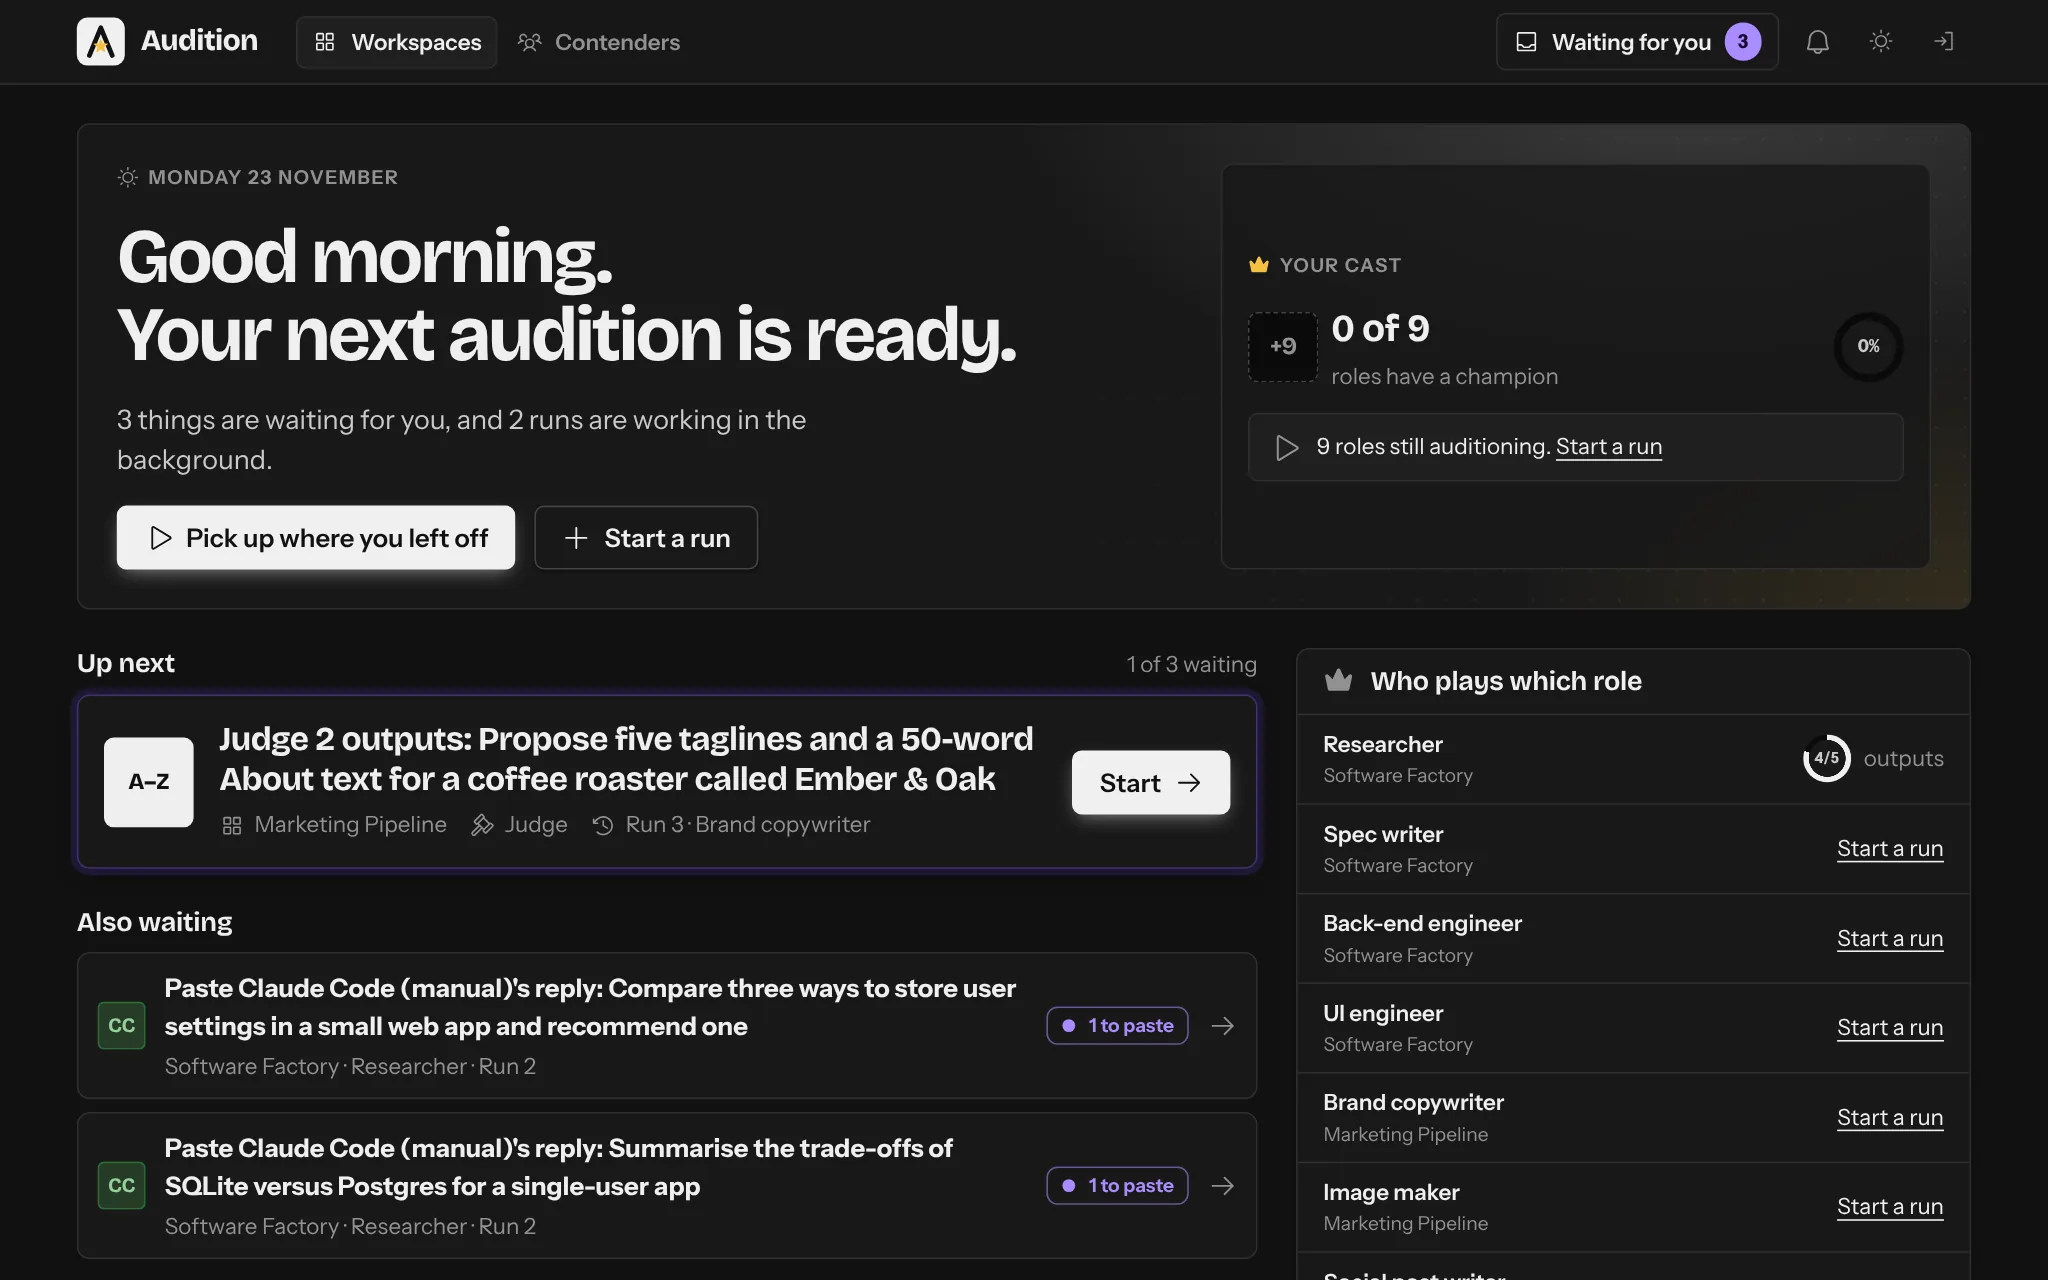 Audition
Workspaces
Contenders
Waiting for you 3
MONDAY 23 NOVEMBER
Good morning.
Your next audition is ready.
3 things are waiting for you, and 2 runs are working in the
background.
Pick up where you left off
Start a run
YOUR CAST
+9
0 of 9
roles have a champion
0%
9 roles still auditioning. Start a run
Up next
1 of 3 waiting
A–Z
Judge 2 outputs: Propose five taglines and a 50-word
About text for a coffee roaster called Ember & Oak
Marketing Pipeline Judge Run 3 · Brand copywriter
Start
Also waiting
CC
Paste Claude Code (manual)'s reply: Compare three ways to store user
settings in a small web app and recommend one
Software Factory · Researcher · Run 2
1 to paste
CC
Paste Claude Code (manual)'s reply: Summarise the trade-offs of
SQLite versus Postgres for a single-user app
Software Factory · Researcher · Run 2
1 to paste
Who plays which role
Researcher
Software Factory
4/5 outputs
Spec writer
Software Factory
Start a run
Back-end engineer
Software Factory
Start a run
UI engineer
Software Factory
Start a run
Brand copywriter
Marketing Pipeline
Start a run
Image maker
Marketing Pipeline
Start a run